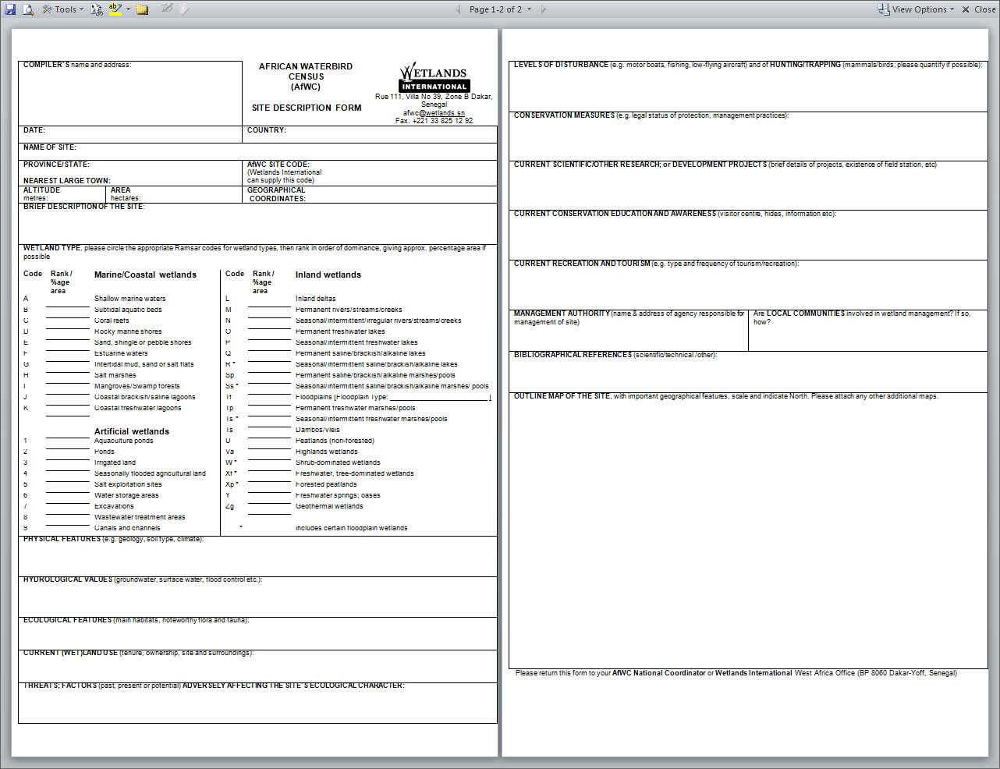 Tools
Page 1-2 of 2
View Options
Close
COMPILER'S name and address:
AFRICAN WATERBIRD
CENSUS
(AfWC)
SITE DESCRIPTION FORM
WETLANDS
INTERNATIONAL
Rue 111, Villa No 39, Zone B Dakar,
Senegal
afwc@wetlands.sn
Fax. +221 33 825 12 92
DATE:
COUNTRY:
NAME OF SITE:
PROVINCE/STATE:
NEAREST LARGE TOWN:
AfWC SITE CODE:
(Wetlands International
can supply this code)
ALTITUDE
metres:
AREA
hectares:
GEOGRAPHICAL
COORDINATES:
BRIEF DESCRIPTION OF THE SITE:
WETLAND TYPE, please circle the appropriate Ramsar codes for wetland types, then rank in order of dominance, giving approx. percentage area if
possible
Code Rank / %age area Marine/Coastal wetlands
A Shallow marine waters
B Subtidal aquatic beds
C Coral reefs
D Rocky marine shores
E Sand, shingle or pebble shores
F Estuarine waters
G Intertidal mud, sand or salt flats
H Salt marshes
I Mangroves/Swamp forests
J Coastal brackish/saline lagoons
K Coastal freshwater lagoons
Artificial wetlands
1 Aquaculture ponds
2 Ponds
3 Irrigated land
4 Seasonally flooded agricultural land
5 Salt exploitation sites
6 Water storage areas
7 Excavations
8 Wastewater treatment areas
9 Canals and channels
Code Rank / %age area Inland wetlands
L Inland deltas
M Permanent rivers/streams/creeks
N Seasonal/intermittent/irregular rivers/streams/creeks
O Permanent freshwater lakes
P Seasonal/intermittent freshwater lakes
Q Permanent saline/brackish/alkaline lakes
R * Seasonal/intermittent saline/brackish/alkaline lakes
Sp Permanent saline/brackish/alkaline marshes/pools
Ss * Seasonal/intermittent saline/brackish/alkaline marshes/ pools
Tf Floodplains [Floodplain Type: ]
Tp Permanent freshwater marshes/pools
Ts * Seasonal/intermittent freshwater marshes/pools
Ts Dambos/vleis
U Peatlands (non-forested)
Va Highlands wetlands
W * Shrub-dominated wetlands
Xf * Freshwater, tree-dominated wetlands
Xp * Forested peatlands
Y Freshwater springs; oases
Zg Geothermal wetlands
* includes certain floodplain wetlands
PHYSICAL FEATURES (e.g. geology, soil type, climate):
HYDROLOGICAL VALUES (groundwater, surface water, flood control etc.):
ECOLOGICAL FEATURES (main habitats, noteworthy flora and fauna):
CURRENT (WET)LAND USE (tenure, ownership, site and surroundings):
THREATS; FACTORS (past, present or potential) ADVERSELY AFFECTING THE SITE'S ECOLOGICAL CHARACTER:
LEVELS OF DISTURBANCE (e.g. motor boats, fishing, low-flying aircraft) and of HUNTING/TRAPPING (mammals/birds; please quantify if possible):
CONSERVATION MEASURES (e.g. legal status of protection, management practices):
CURRENT SCIENTIFIC/OTHER RESEARCH; or DEVELOPMENT PROJECTS (brief details of projects, existence of field station, etc)
CURRENT CONSERVATION EDUCATION AND AWARENESS (visitor centre, hides, information etc):
CURRENT RECREATION AND TOURISM (e.g. type and frequency of tourism/recreation):
MANAGEMENT AUTHORITY (name & address of agency responsible for
management of site)
Are LOCAL COMMUNITIES involved in wetland management? If so,
how?
BIBLIOGRAPHICAL REFERENCES (scientific/technical /other):
OUTLINE MAP OF THE SITE, with important geographical features, scale and indicate North. Please attach any other additional maps.
Please return this form to your AfWC National Coordinator or Wetlands International West Africa Office (BP 8060 Dakar-Yoff, Senegal)